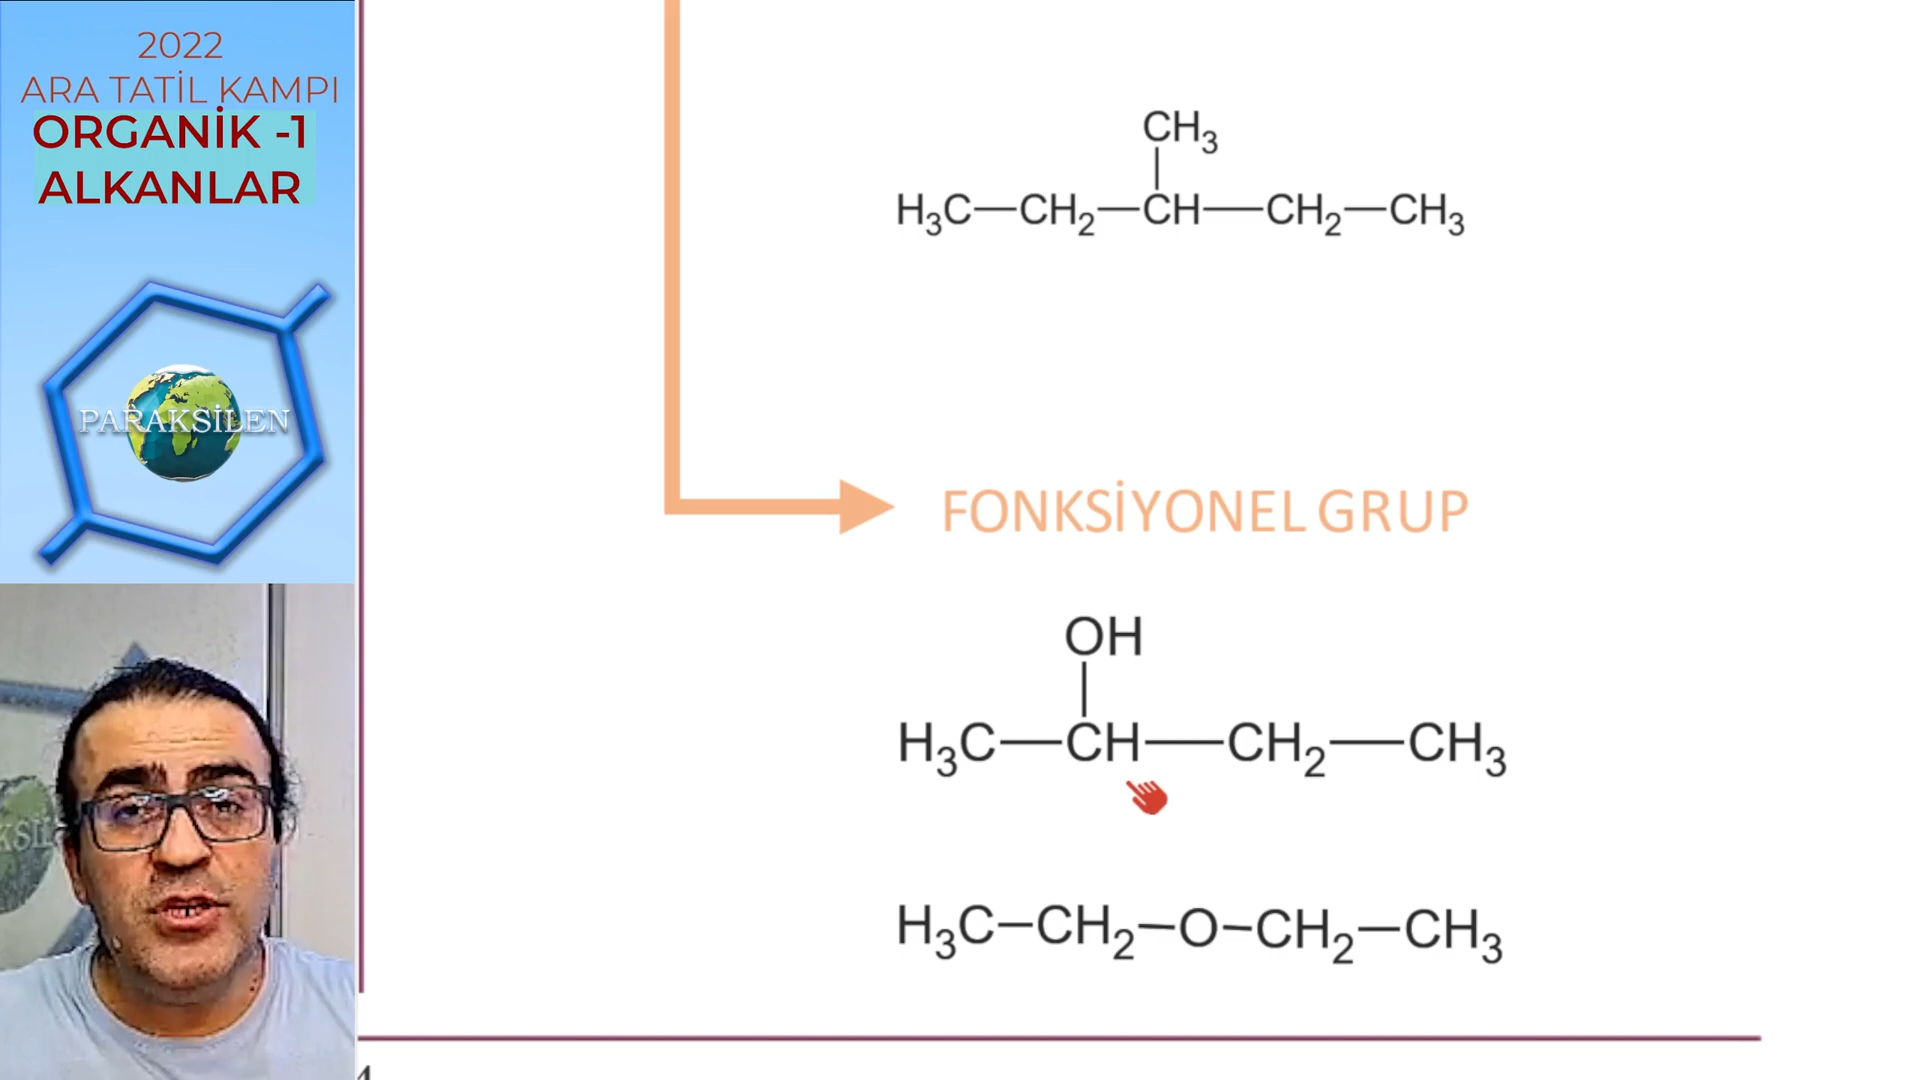 2022
ARA TATİL KAMPI
ORGANİK -1
ALKANLAR
PARAKSİLEN
CH₃
H₃C—CH₂—CH—CH₂—CH₃
FONKSİYONEL GRUP
OH
H₃C—CH—CH₂—CH₃
H₃C–CH₂–O–CH₂–CH₃